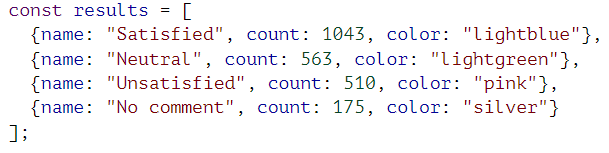 const results = [
  {name: "Satisfied", count: 1043, color: "lightblue"},
  {name: "Neutral", count: 563, color: "lightgreen"},
  {name: "Unsatisfied", count: 510, color: "pink"},
  {name: "No comment", count: 175, color: "silver"}
];